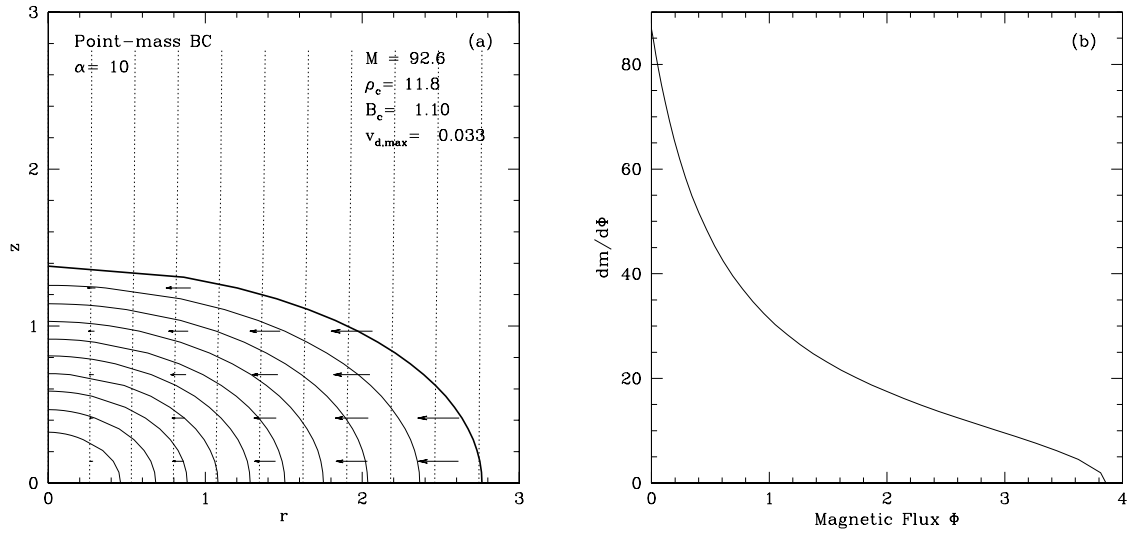 Point-mass BC
α= 10
(a)
M = 92.6
ρc= 11.8
Bc= 1.10
vd,max= 0.033
3
2
1
0
z
0 1 2 3
r
(b)
80
60
40
20
0
dm/dΦ
0 1 2 3 4
Magnetic Flux Φ